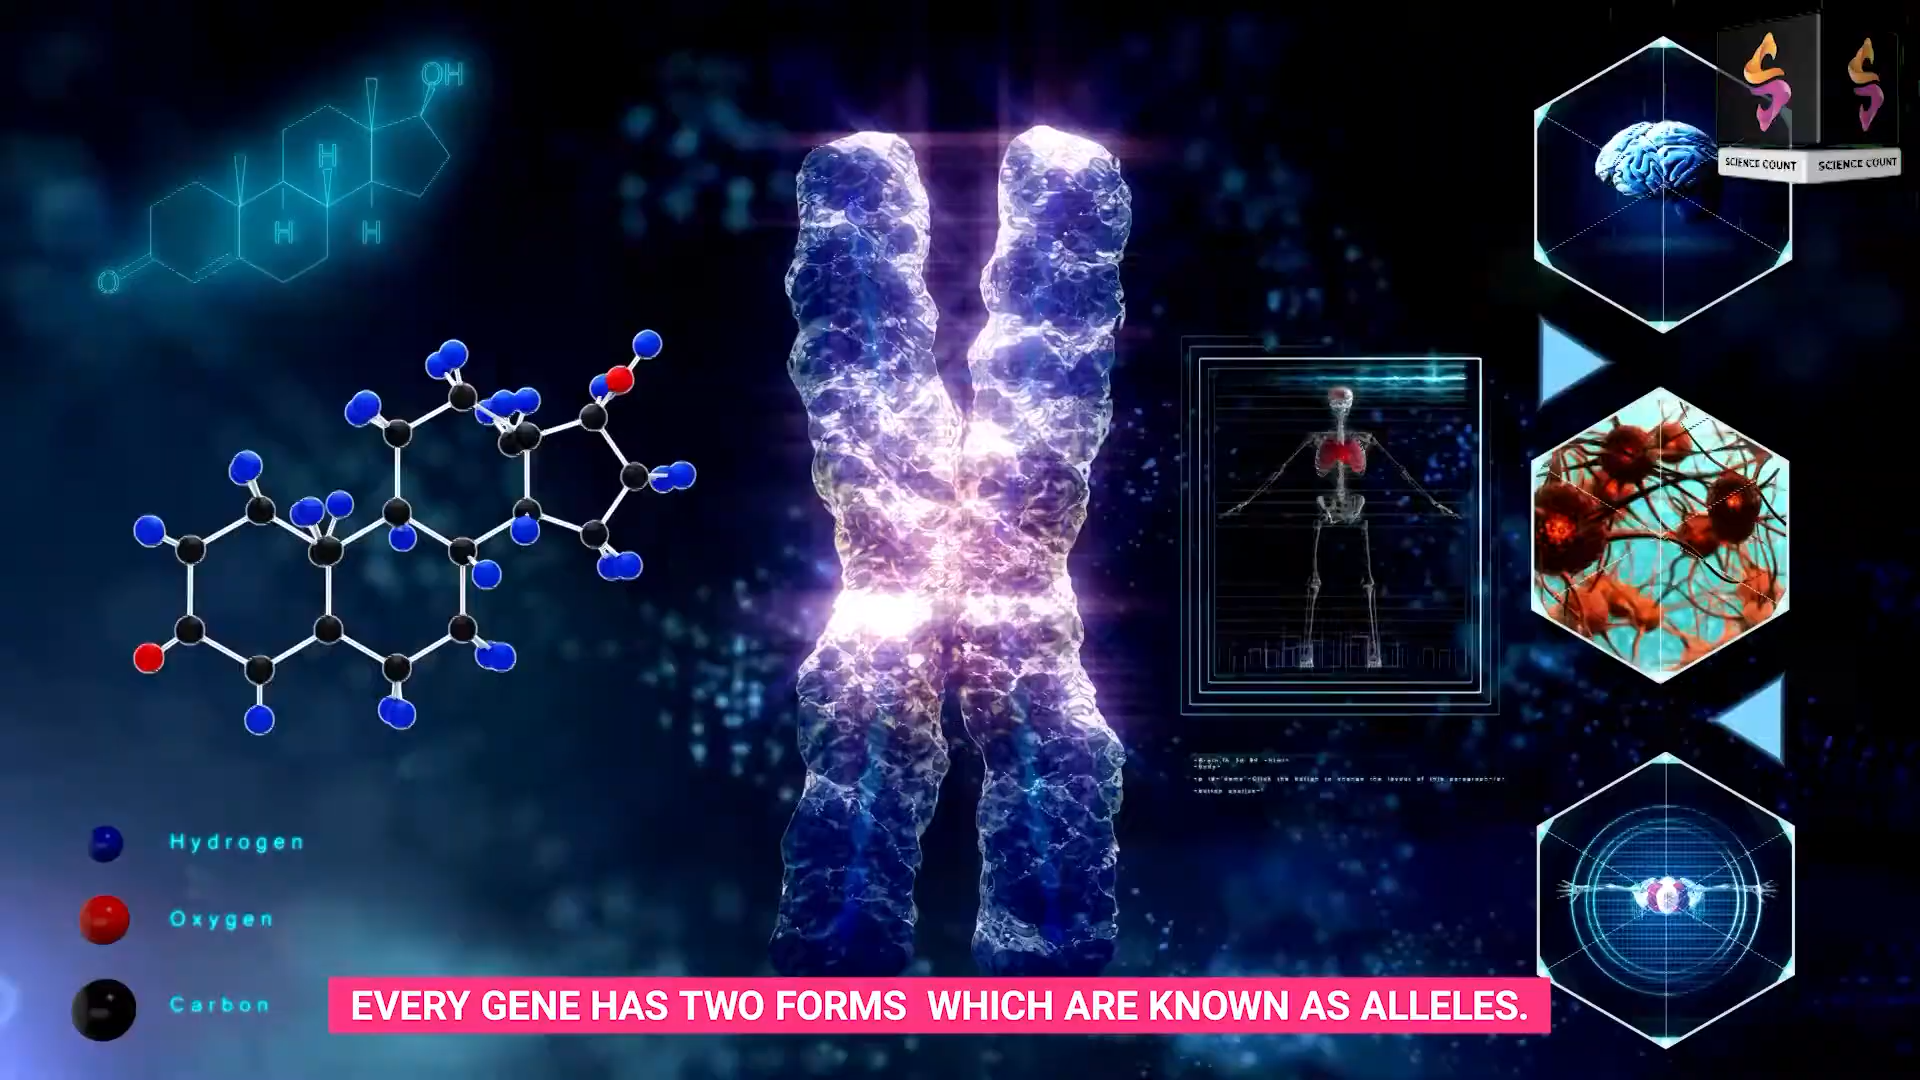 OH
H
H
H
O
SCIENCE COUNT
SCIENCE COUNT
Hydrogen
Oxygen
Carbon
EVERY GENE HAS TWO FORMS WHICH ARE KNOWN AS ALLELES.